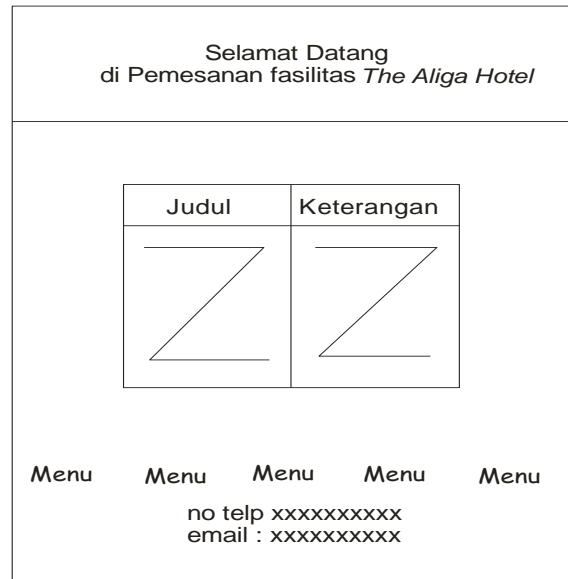 Selamat Datang
di Pemesanan fasilitas The Aliga Hotel
Judul Keterangan
Menu Menu Menu Menu Menu
no telp xxxxxxxxxx
email : xxxxxxxxxx